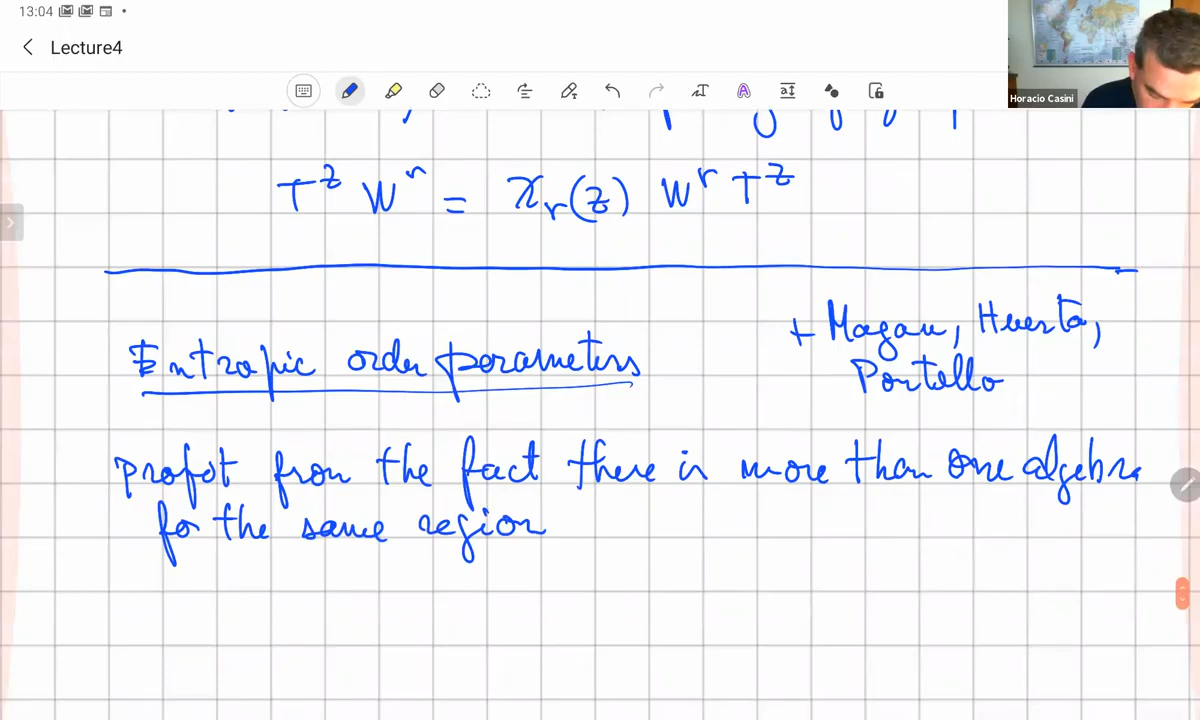 13:04
Lecture4
Horacio Casini
T^z W^r = χ_r(z) W^r T^z
+ Magan, Huerta,
Entropic order parameters
Pontello
profit from the fact there is more than one algebra
for the same region